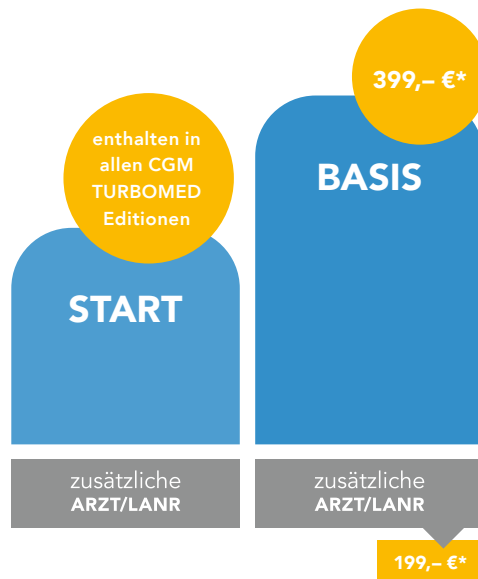 enthalten in
allen CGM
TURBOMED
Editionen
START
zusätzliche
ARZT/LANR
399,– €*
BASIS
zusätzliche
ARZT/LANR
199,– €*